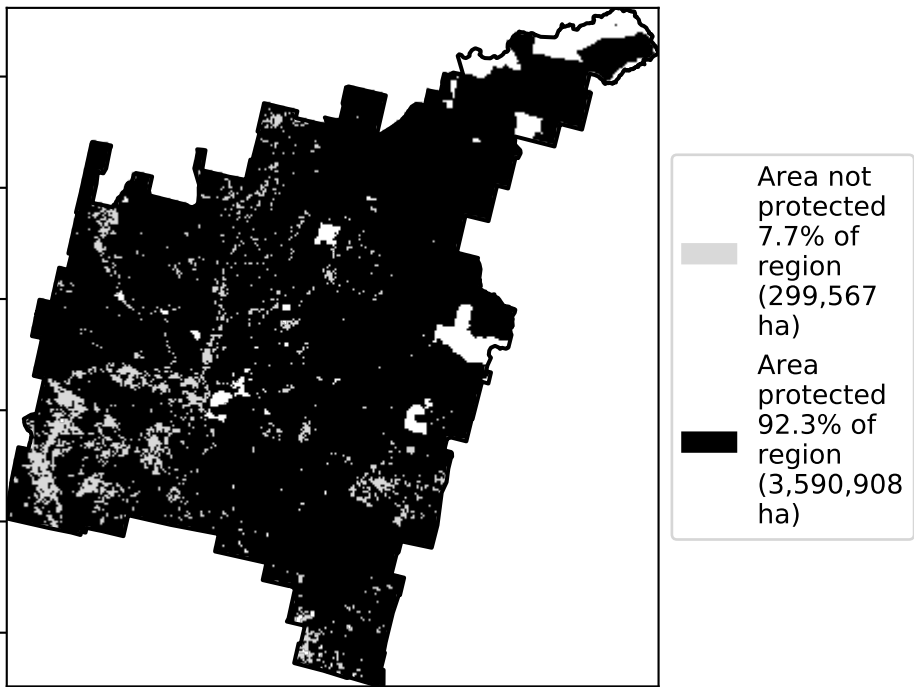 Area not
protected
7.7% of
region
(299,567
ha)
Area
protected
92.3% of
region
(3,590,908
ha)